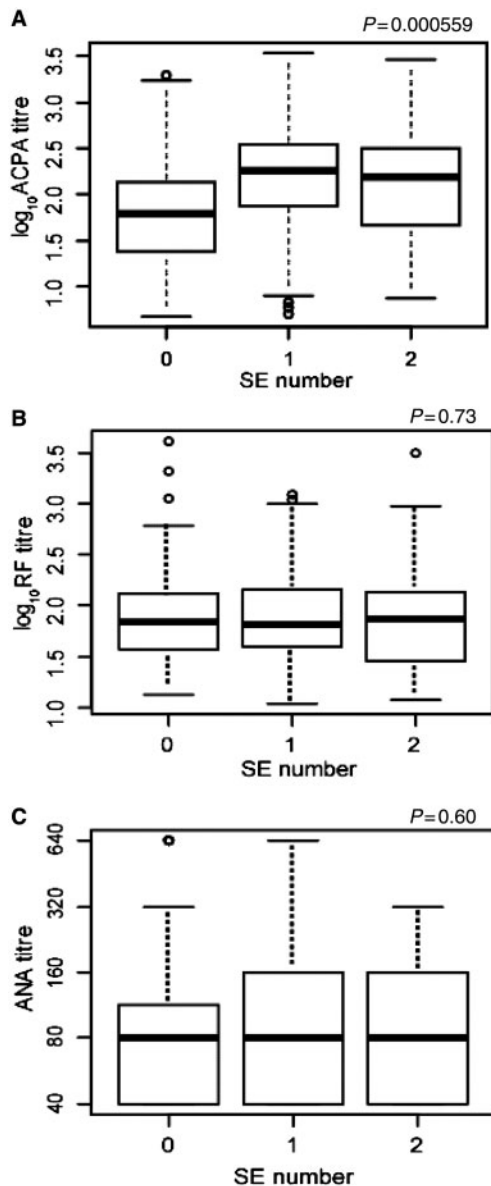 A
P=0.000559
log₁₀ACPA titre
3.5
3.0
2.5
2.0
1.5
1.0
0 1 2
SE number
B
P=0.73
log₁₀RF titre
3.5
3.0
2.5
2.0
1.5
1.0
0 1 2
SE number
C
P=0.60
ANA titre
640
320
160
80
40
0 1 2
SE number